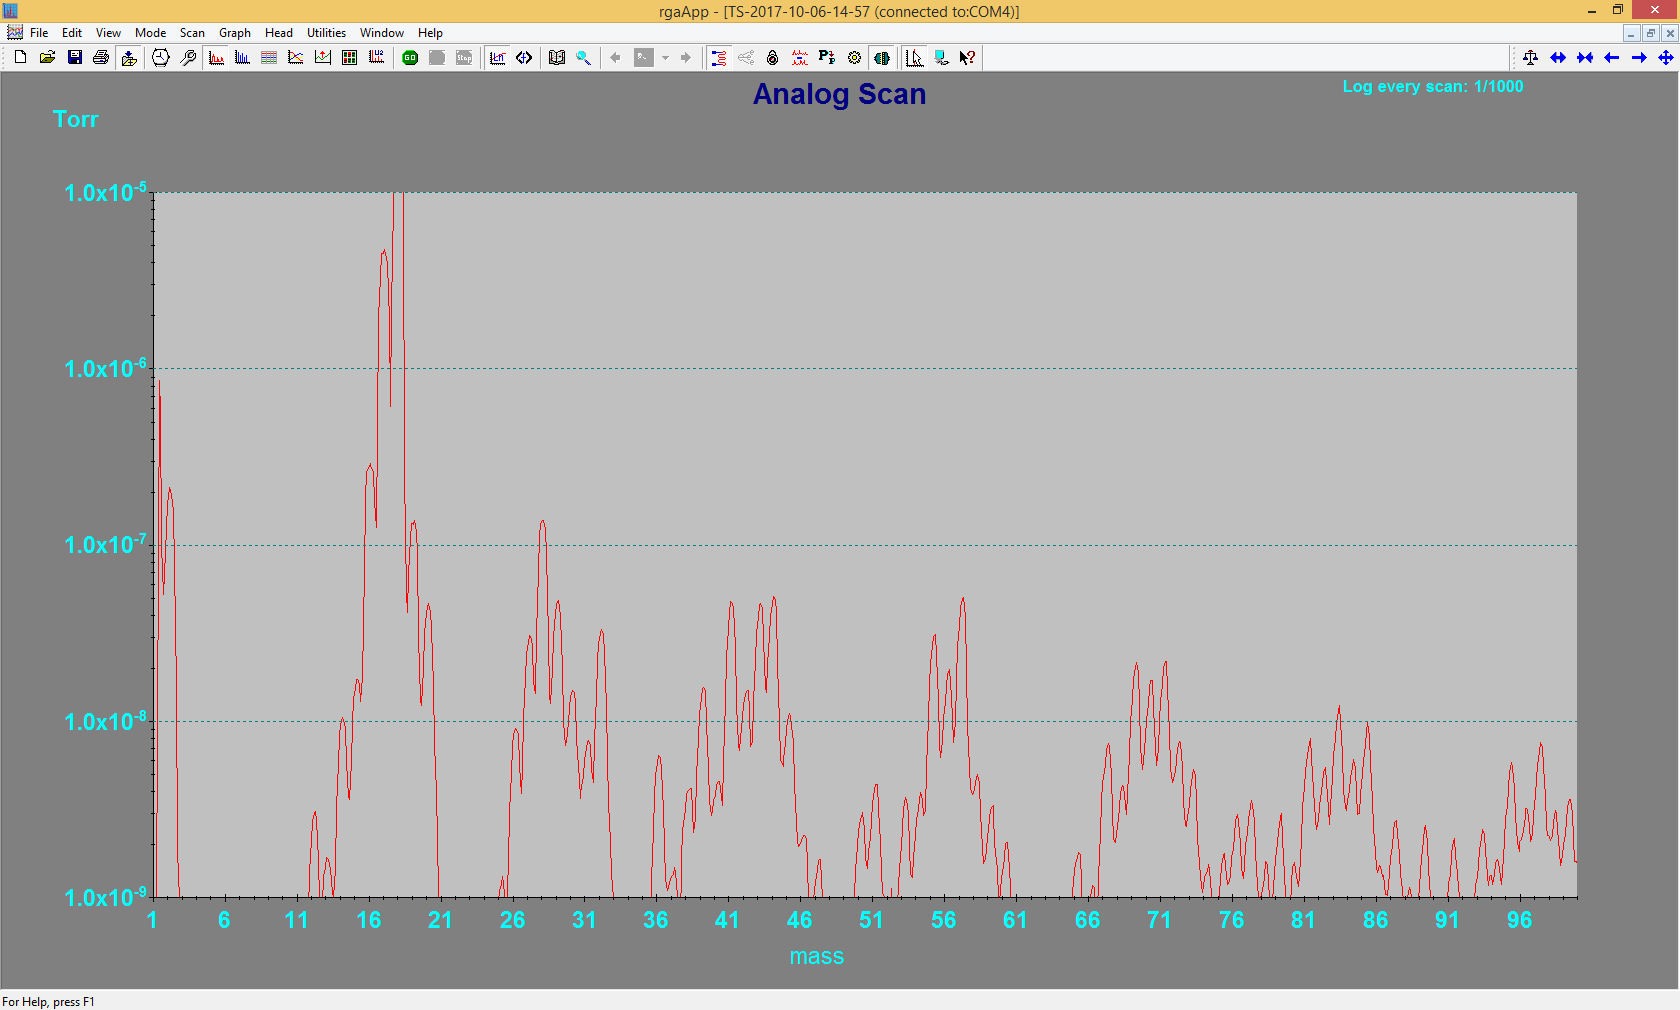 rgaApp - [TS-2017-10-06-14-57 (connected to:COM4)]
File Edit View Mode Scan Graph Head Utilities Window Help
GO Stop
Analog Scan
Log every scan: 1/1000
Torr
1.0x10-5
1.0x10-6
1.0x10-7
1.0x10-8
1.0x10-9
1 6 11 16 21 26 31 36 41 46 51 56 61 66 71 76 81 86 91 96
mass
For Help, press F1